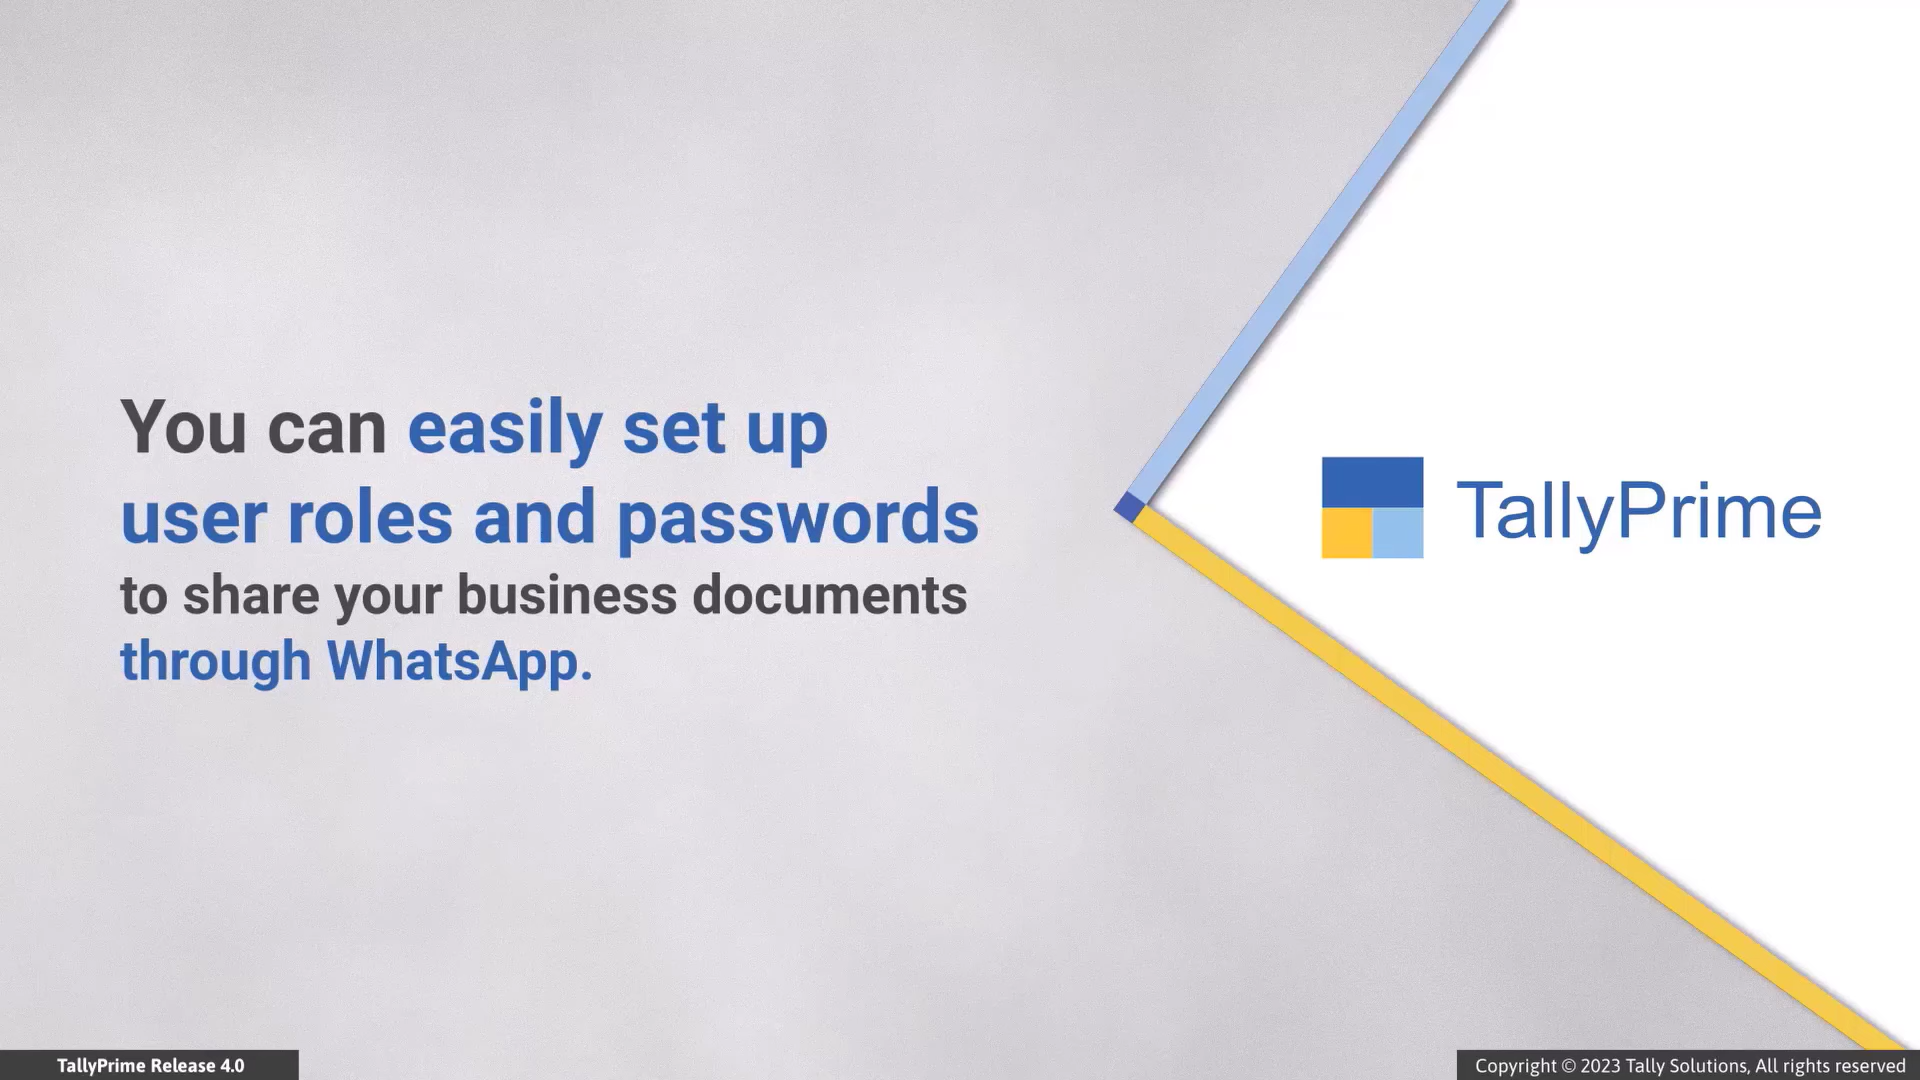 You can easily set up
user roles and passwords
to share your business documents
through WhatsApp.
TallyPrime
TallyPrime Release 4.0
Copyright © 2023 Tally Solutions, All rights reserved